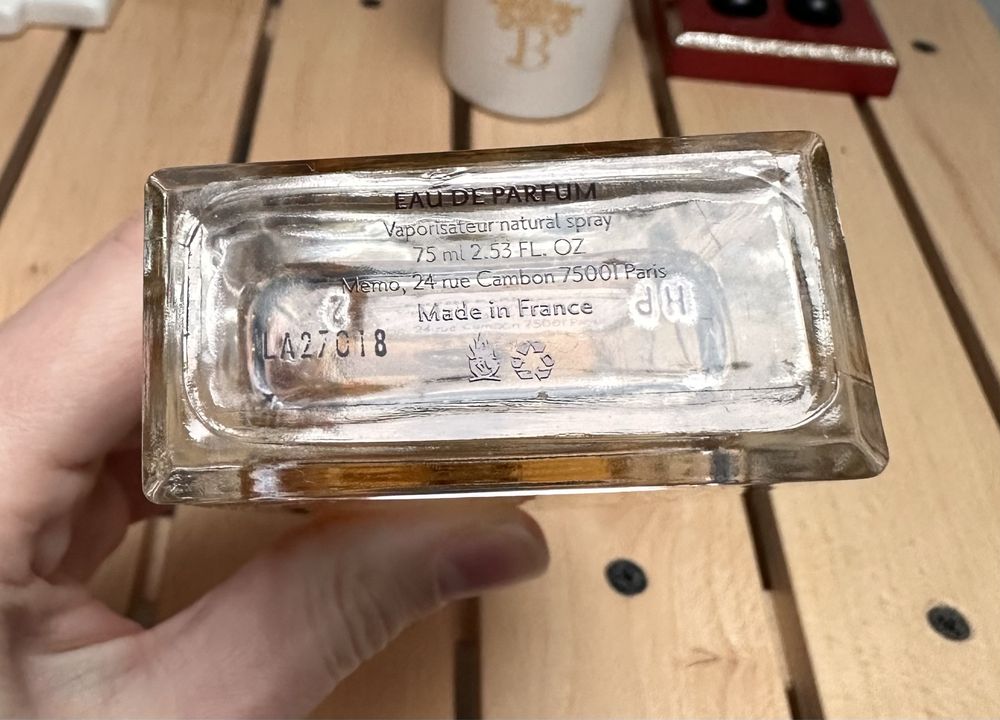 B
EAU DE PARFUM
Vaporisateur natural spray
75 ml 2.53 FL. OZ
Memo, 24 rue Cambon 75001 Paris
Made in France
HP
LA27018